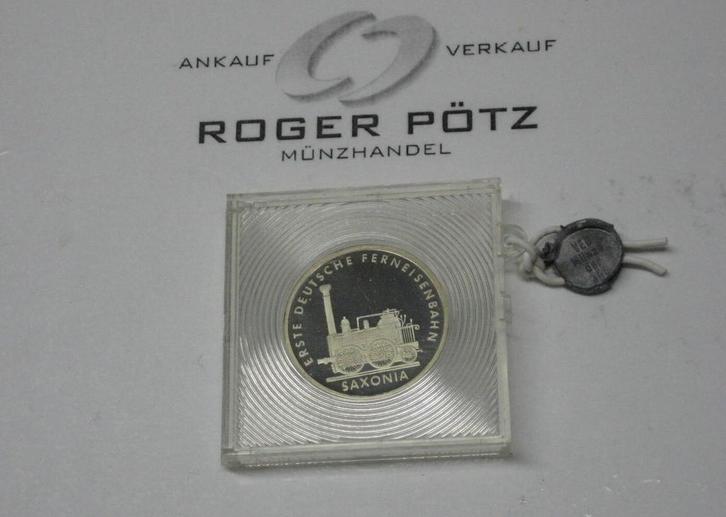 ANKAUF VERKAUF
ROGER PÖTZ
MÜNZHANDEL
ERSTE DEUTSCHE FERNEISENBAHN
SAXONIA